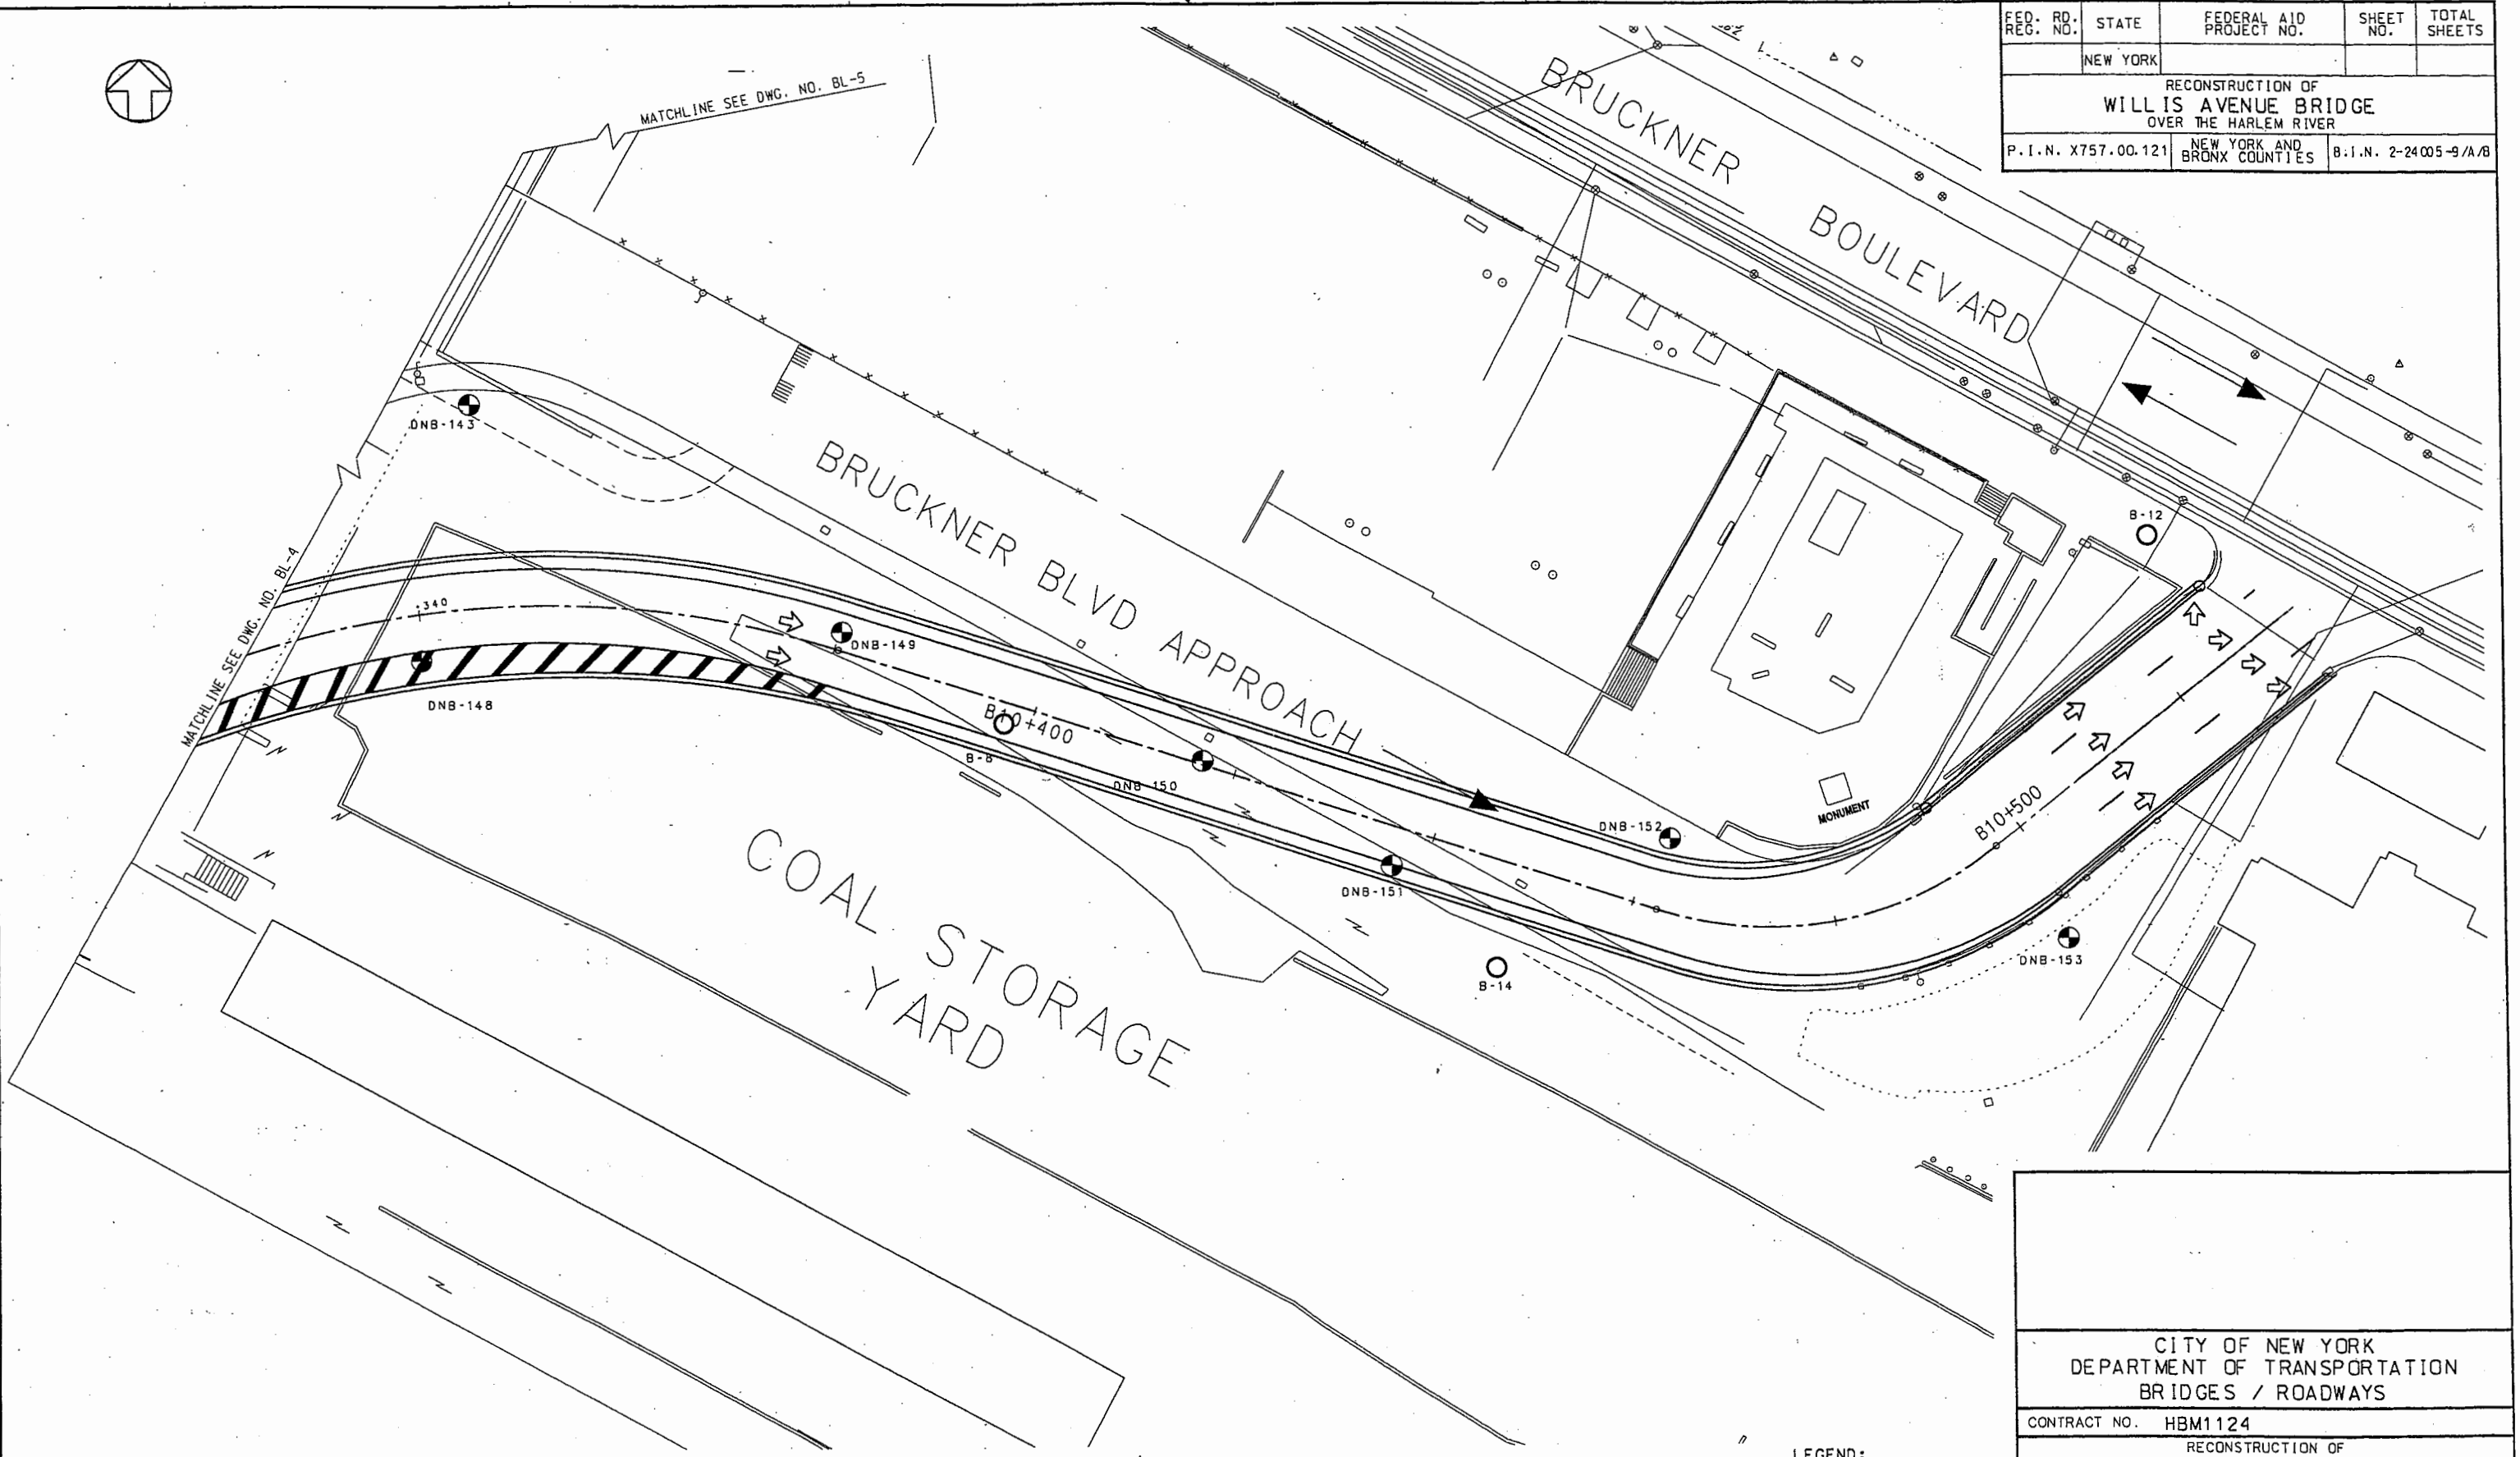 FED. RD. REG. NO.
STATE
FEDERAL AID PROJECT NO.
SHEET NO.
TOTAL SHEETS
NEW YORK
RECONSTRUCTION OF
WILLIS AVENUE BRIDGE
OVER THE HARLEM RIVER
P.I.N. X757.00.121
NEW YORK AND BRONX COUNTIES
B.I.N. 2-24005-9/A/B
MATCHLINE SEE DWG. NO. BL-5
BRUCKNER BOULEVARD
DNB-143
BRUCKNER BLVD APPROACH
B-12
MATCHLINE SEE DWG. NO. BL-4
+340
DNB-149
DNB-148
B10+400
B-8
DNB-150
DNB-152
MONUMENT
B10+500
DNB-151
DNB-153
B-14
COAL STORAGE
YARD
CITY OF NEW YORK
DEPARTMENT OF TRANSPORTATION
BRIDGES / ROADWAYS
CONTRACT NO. HBM1124
RECONSTRUCTION OF
LEGEND: